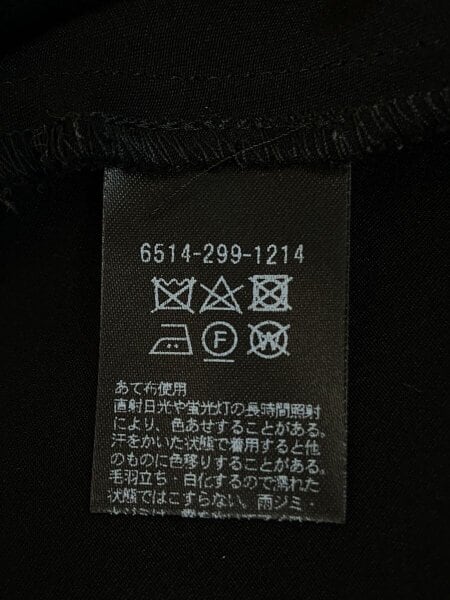 6514-299-1214
F
W
あて布使用
直射日光や蛍光灯の長時間照射
により、色あせすることがある。
汗をかいた状態で着用すると他
のものに色移りすることがある。
毛羽立ち・白化するので濡れた
状態ではこすらない。雨ジミ・